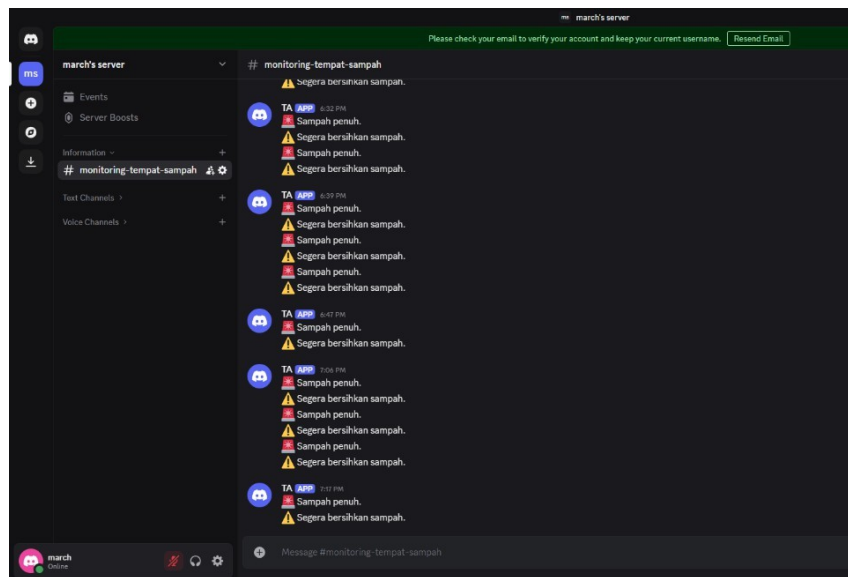 ms march's server
Please check your email to verify your account and keep your current username. Resend Email
march's server
ms
Events
Server Boosts
Information
# monitoring-tempat-sampah
Text Channels
Voice Channels
march
Online
# monitoring-tempat-sampah
Segera bersihkan sampah.
TA APP 6:32 PM
Sampah penuh.
Segera bersihkan sampah.
Sampah penuh.
Segera bersihkan sampah.
TA APP 6:39 PM
Sampah penuh.
Segera bersihkan sampah.
Sampah penuh.
Segera bersihkan sampah.
Sampah penuh.
Segera bersihkan sampah.
TA APP 6:47 PM
Sampah penuh.
Segera bersihkan sampah.
TA APP 7:06 PM
Sampah penuh.
Segera bersihkan sampah.
Sampah penuh.
Segera bersihkan sampah.
Sampah penuh.
Segera bersihkan sampah.
TA APP 7:17 PM
Sampah penuh.
Segera bersihkan sampah.
Message #monitoring-tempat-sampah